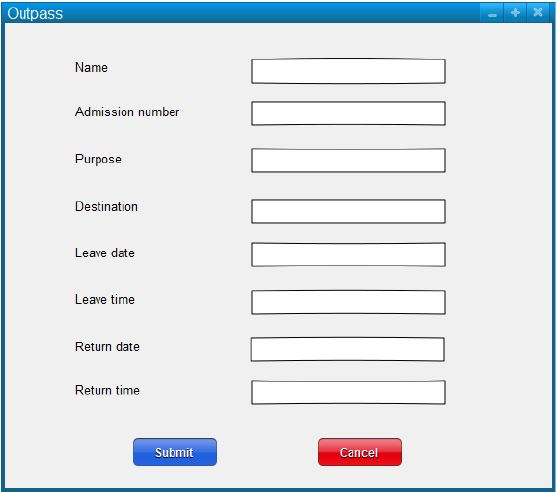 Outpass
Name
Admission number
Purpose
Destination
Leave date
Leave time
Return date
Return time
Submit Cancel